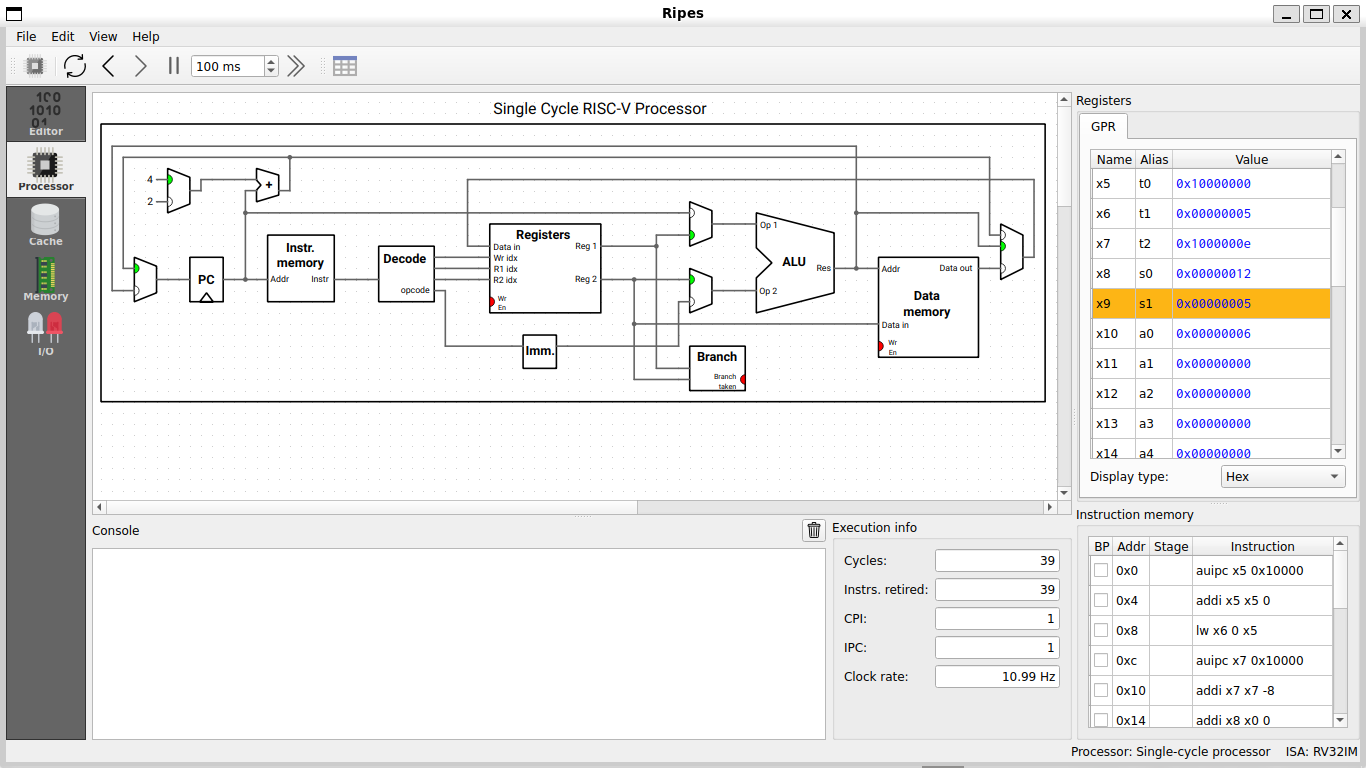 Ripes
File Edit View Help
100 ms
1 0 0
1010
01
Editor
Processor
Cache
Memory
I/O
Single Cycle RISC-V Processor
4
2
+
PC
Instr.
memory
Addr
Instr
Decode
opcode
Registers
Data in
Wr idx
R1 idx
R2 idx
Wr
En
Reg 1
Reg 2
Imm.
Op 1
ALU
Res
Op 2
Branch
Branch
taken
Addr
Data out
Data
memory
Data in
Wr
En
Registers
GPR
Name Alias Value
x5 t0 0x10000000
x6 t1 0x00000005
x7 t2 0x1000000e
x8 s0 0x00000012
x9 s1 0x00000005
x10 a0 0x00000006
x11 a1 0x00000000
x12 a2 0x00000000
x13 a3 0x00000000
x14 a4 0x00000000
Display type: Hex
Console
Execution info
Cycles: 39
Instrs. retired: 39
CPI: 1
IPC: 1
Clock rate: 10.99 Hz
Instruction memory
BP Addr Stage Instruction
0x0 auipc x5 0x10000
0x4 addi x5 x5 0
0x8 lw x6 0 x5
0xc auipc x7 0x10000
0x10 addi x7 x7 -8
0x14 addi x8 x0 0
Processor: Single-cycle processor ISA: RV32IM